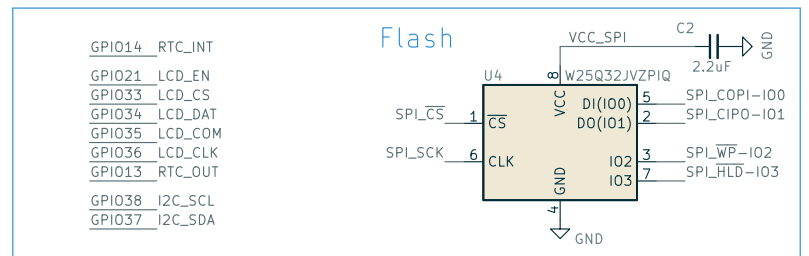 GPIO14 RTC_INT
GPIO21 LCD_EN
GPIO33 LCD_CS
GPIO34 LCD_DAT
GPIO35 LCD_COM
GPIO36 LCD_CLK
GPIO13 RTC_OUT
GPIO38 I2C_SCL
GPIO37 I2C_SDA
Flash
VCC_SPI
C2
2.2uF
GND
U4
W25Q32JVZPIQ
8
VCC
SPI_CS
1
CS
SPI_SCK
6
CLK
DI(IO0)
5
SPI_COPI-IO0
DO(IO1)
2
SPI_CIPO-IO1
IO2
3
SPI_WP-IO2
IO3
7
SPI_HLD-IO3
GND
4
GND